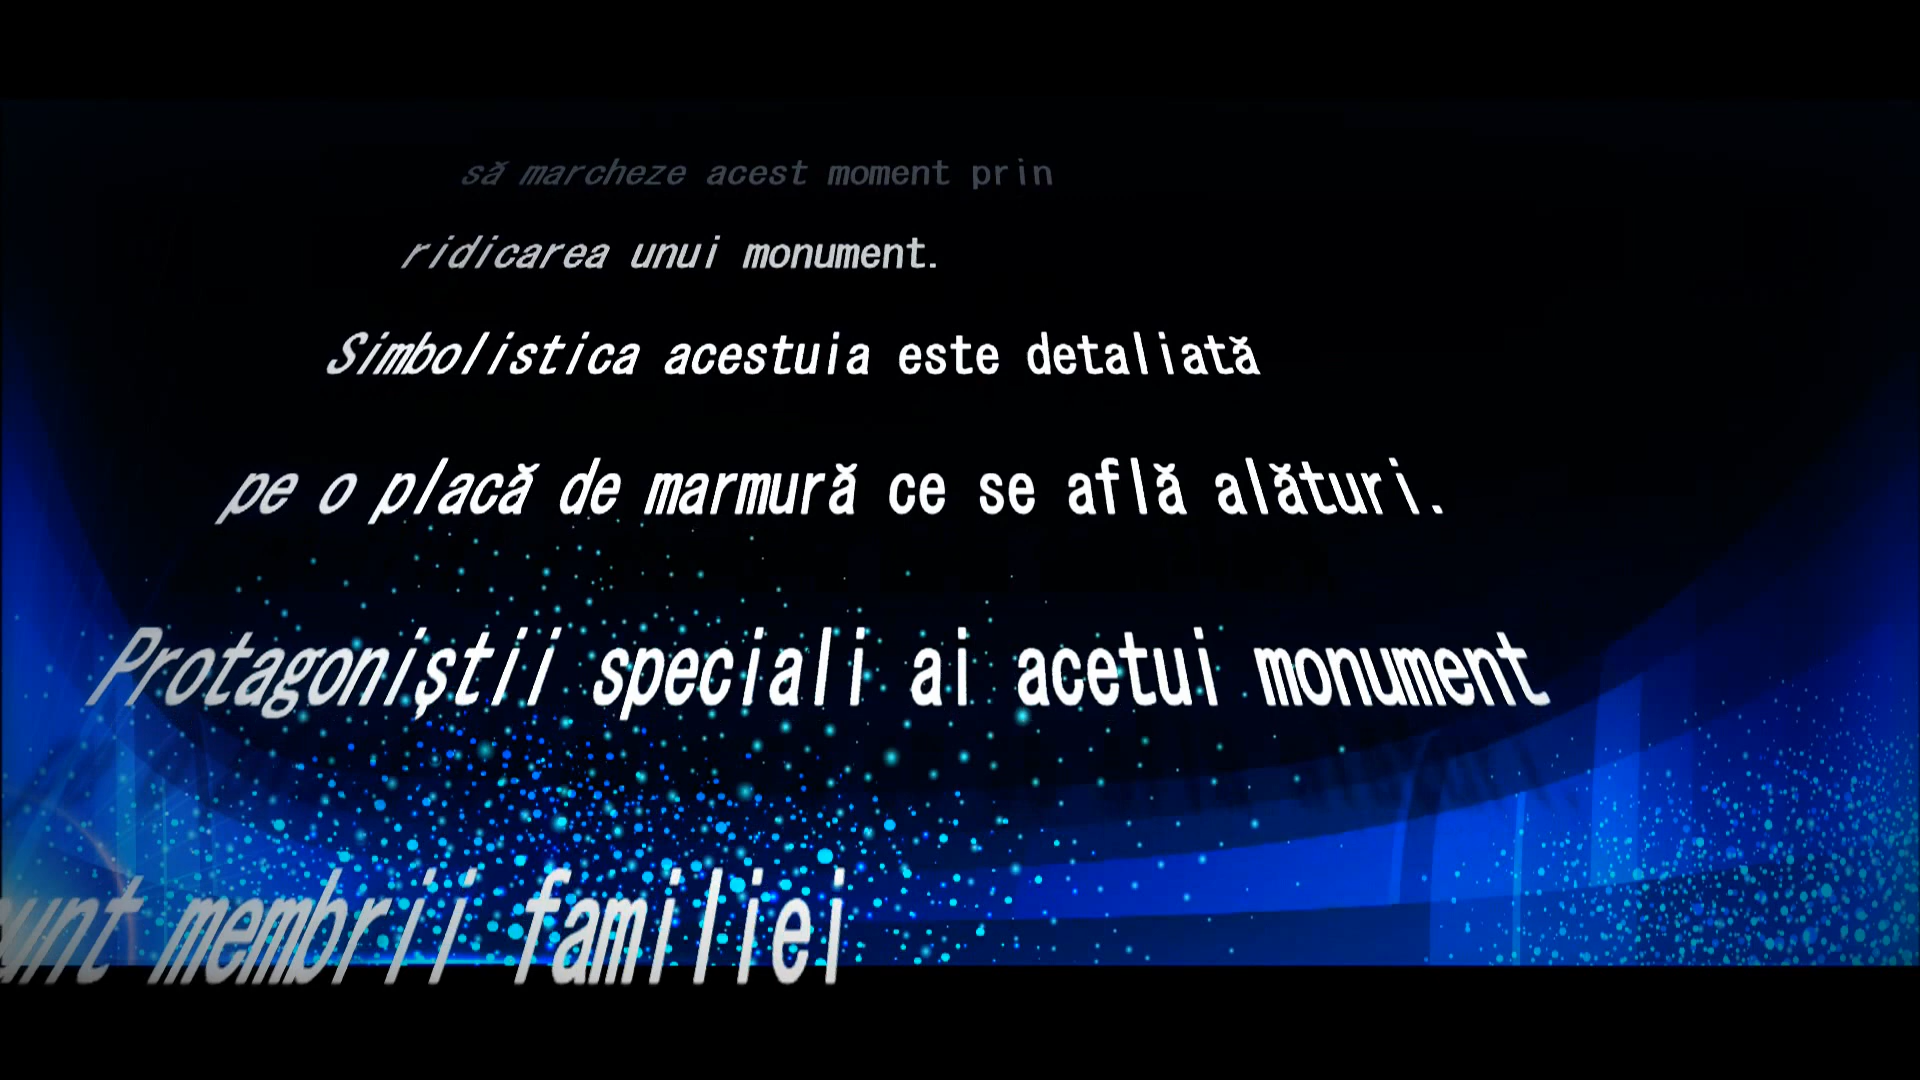 să marcheze acest moment prin
ridicarea unui monument.
Simbolistica acestuia este detaliată
pe o placă de marmură ce se află alături.
Protagoniștii speciali ai acetui monument
unt membrii familiei